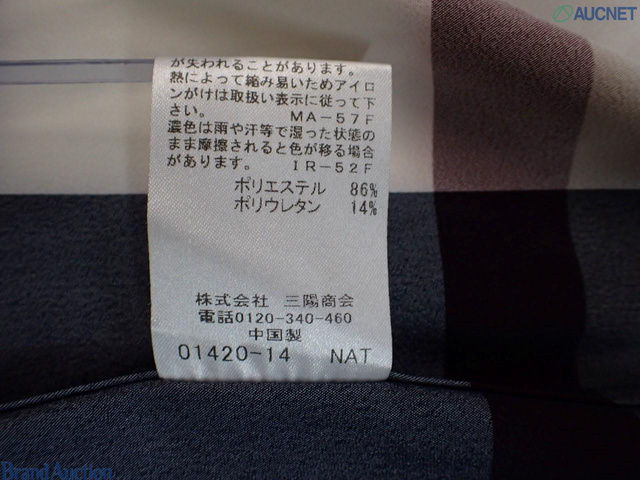 AUCNET
が失われることがあります。
熱によって縮み易いためアイロ
ンがけは取扱い表示に従って下
さい。 MA-57F
濃色は雨や汗等で湿った状態の
まま摩擦されると色が移る場合
があります。 IR-52F
ポリエステル 86%
ポリウレタン 14%
株式会社 三陽商会
電話0120-340-460
中国製
01420-14 NAT
Brand Auction